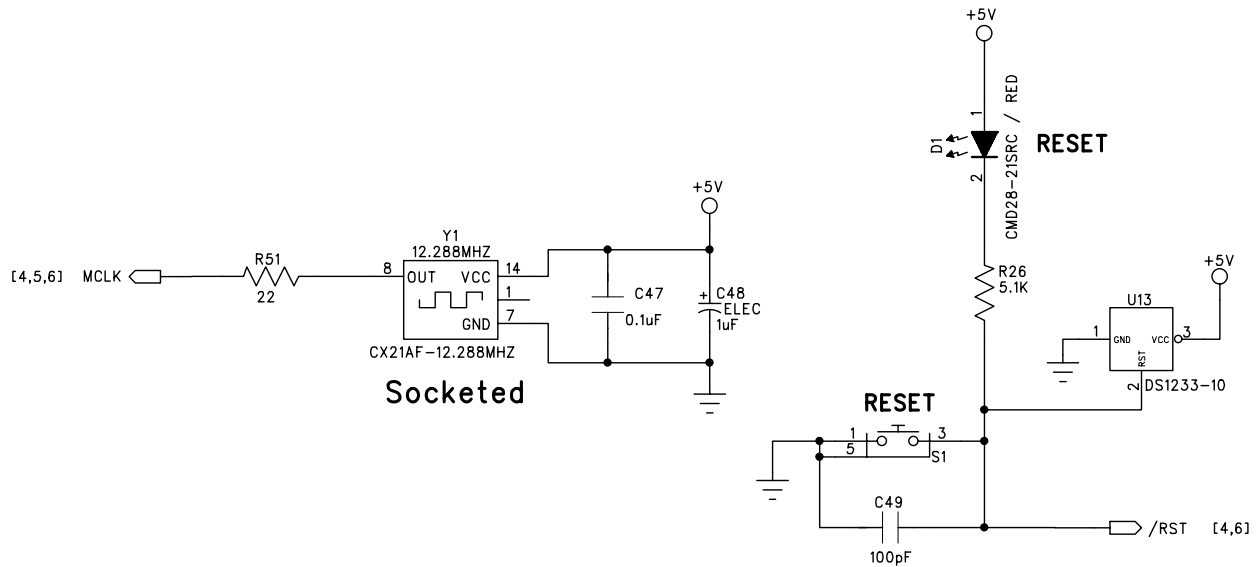 +5V
1
D1
2
CMD28-21SRC / RED
RESET
R26
5.1K
+5V
U13
1
GND
VCC
3
RST
2
DS1233-10
RESET
1
5
3
S1
C49
100pF
/RST [4,6]
+5V
Y1
12.288MHZ
[4,5,6] MCLK
R51
22
8
OUT
VCC
14
1
GND
7
CX21AF-12.288MHZ
Socketed
C47
0.1uF
+
C48
ELEC
1uF